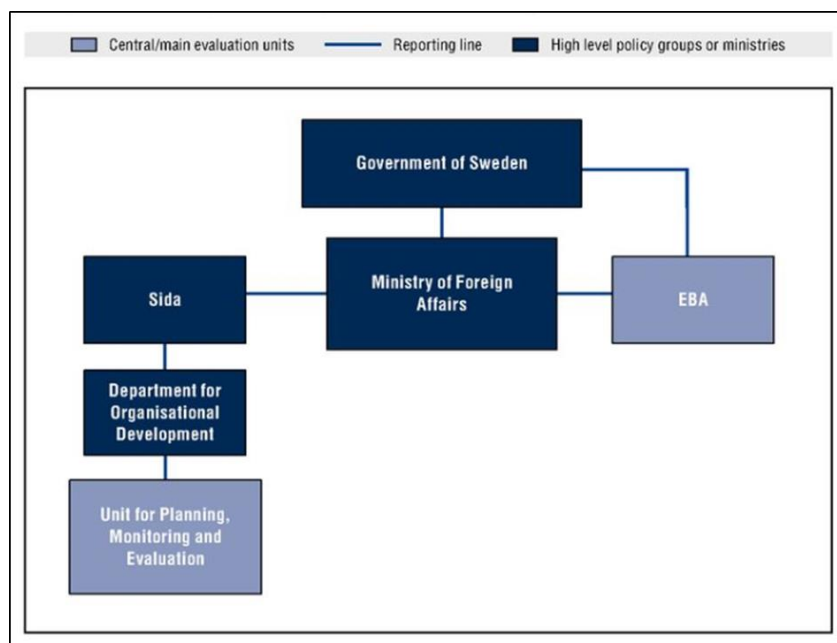 Central/main evaluation units
Reporting line
High level policy groups or ministries
Government of Sweden
Ministry of Foreign
Affairs
Sida
EBA
Department for
Organisational
Development
Unit for Planning,
Monitoring and
Evaluation